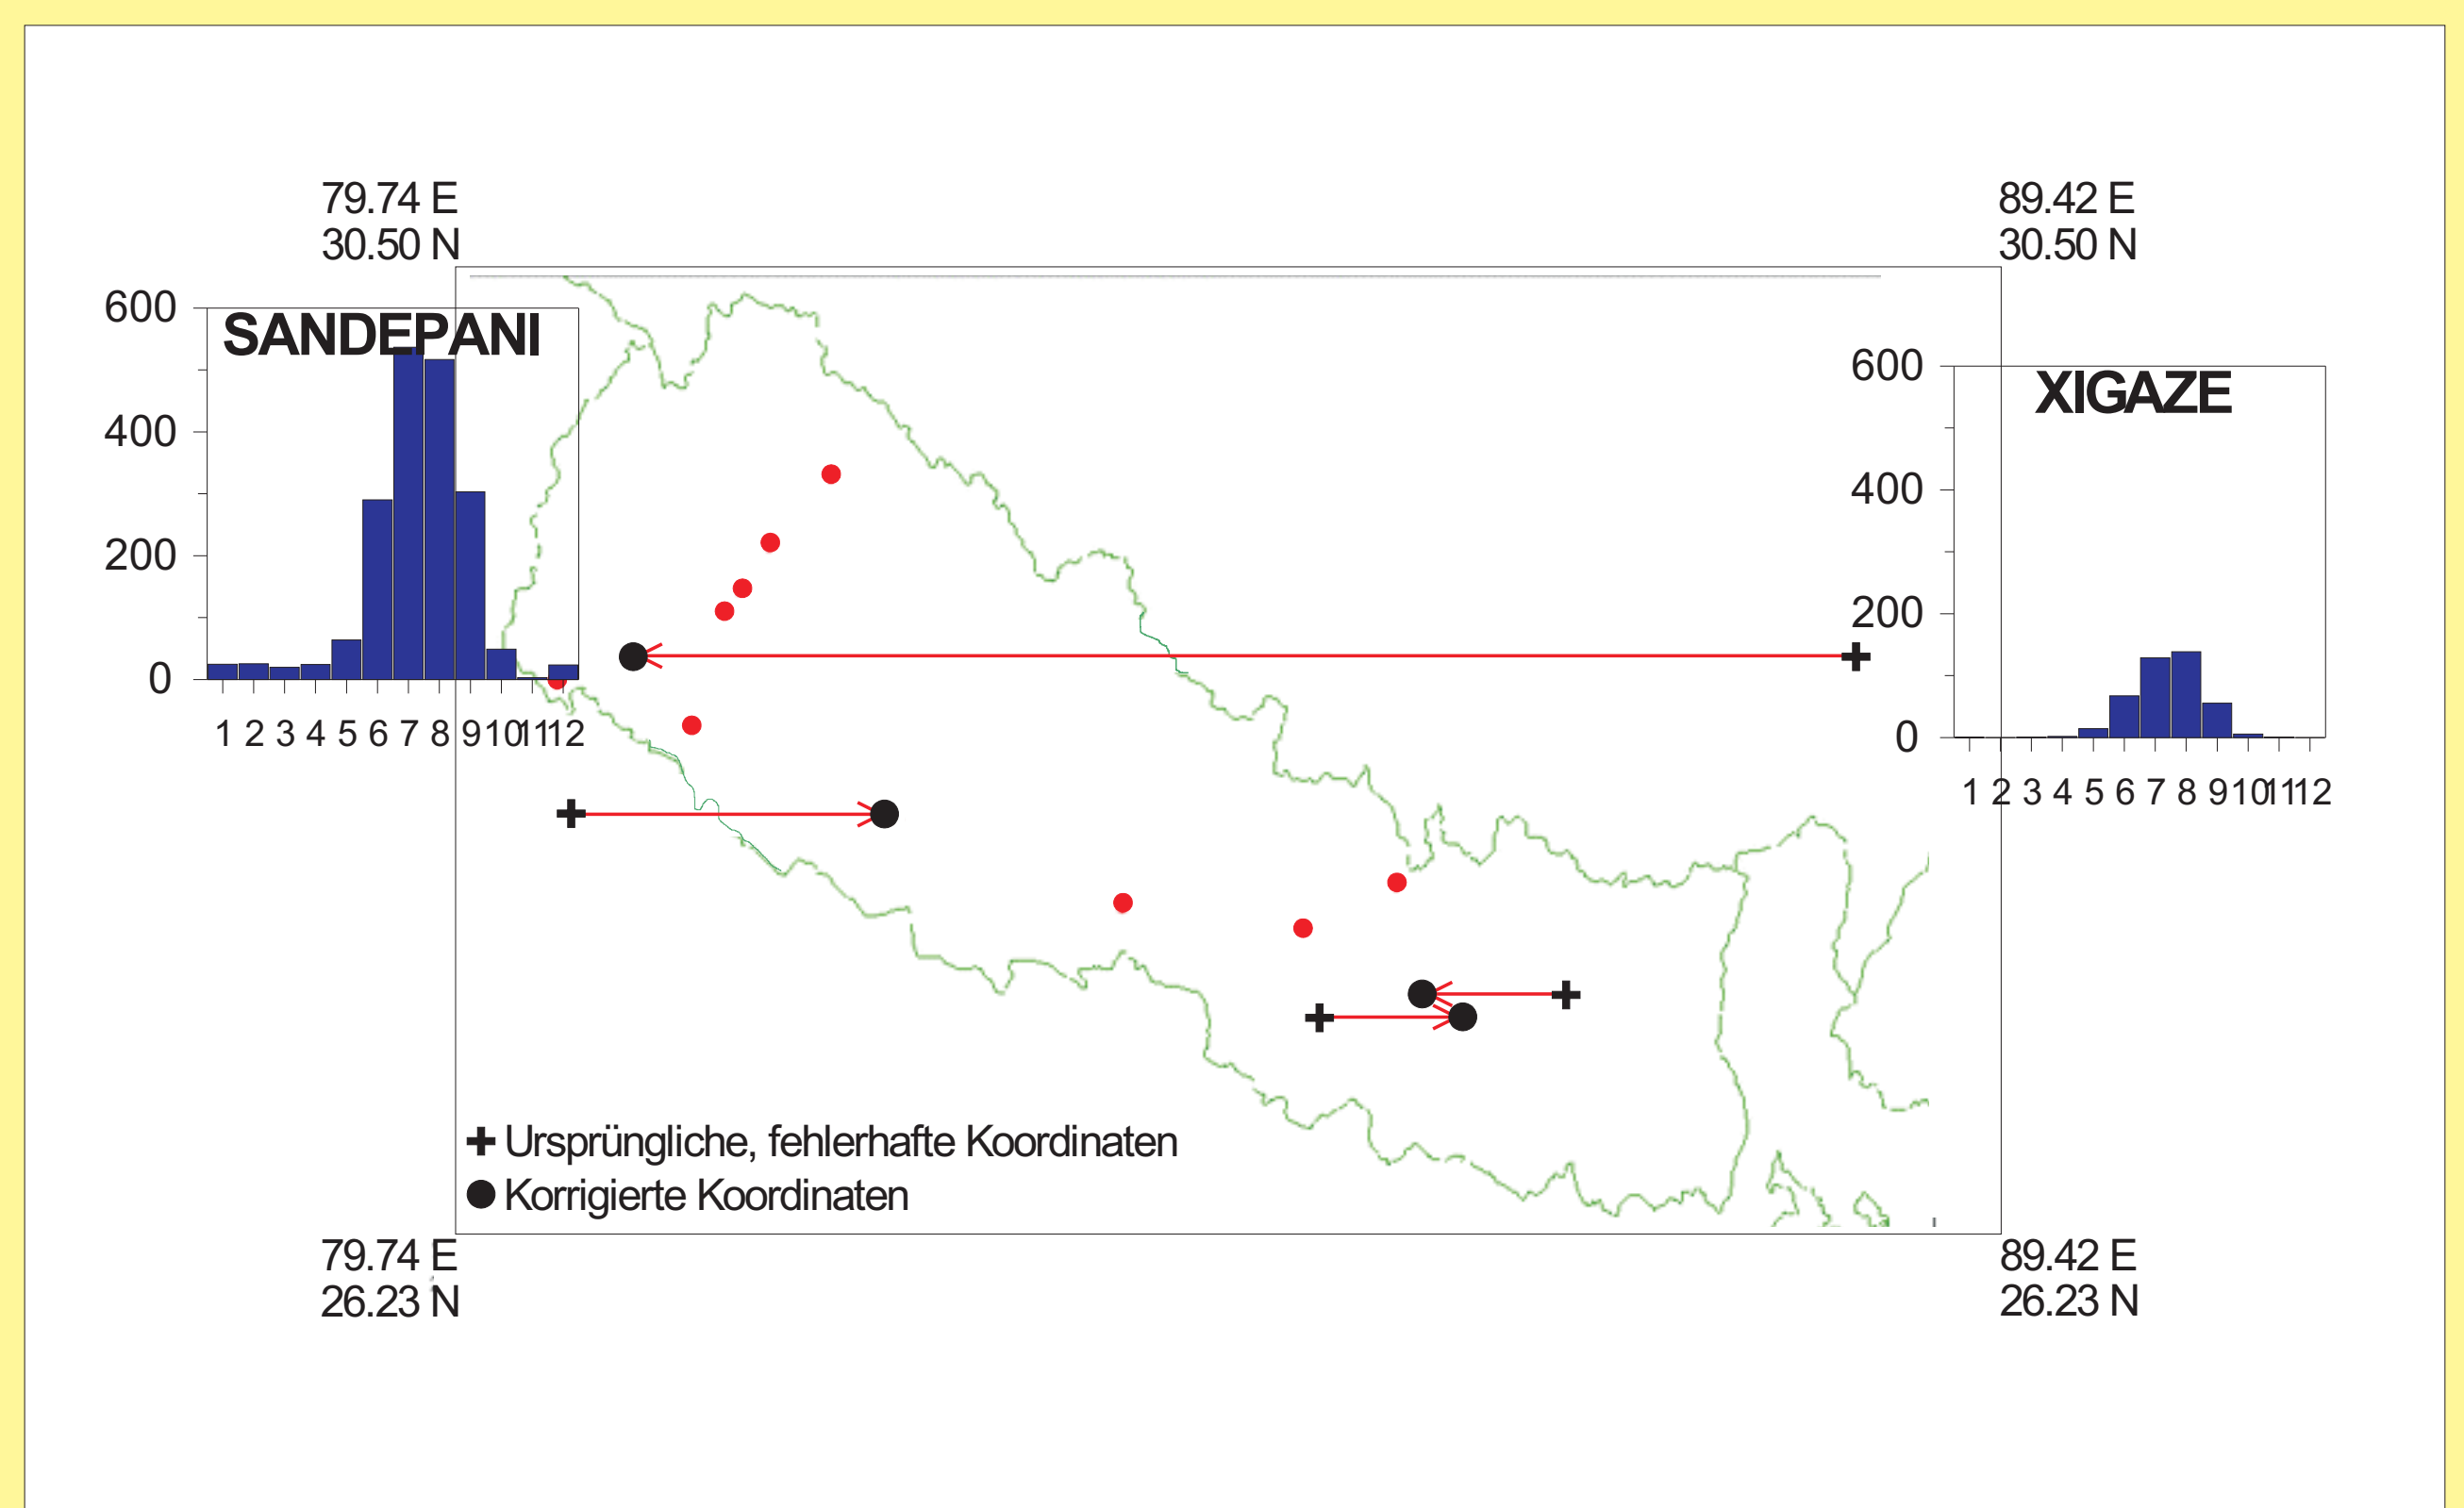 79.74 E
30.50 N
89.42 E
30.50 N
600
SANDEPANI
400
200
0
1 2 3 4 5 6 7 8 9 10 11 12
600
XIGAZE
400
200
0
1 2 3 4 5 6 7 8 9 10 11 12
Ursprüngliche, fehlerhafte Koordinaten
Korrigierte Koordinaten
79.74 E
26.23 N
89.42 E
26.23 N